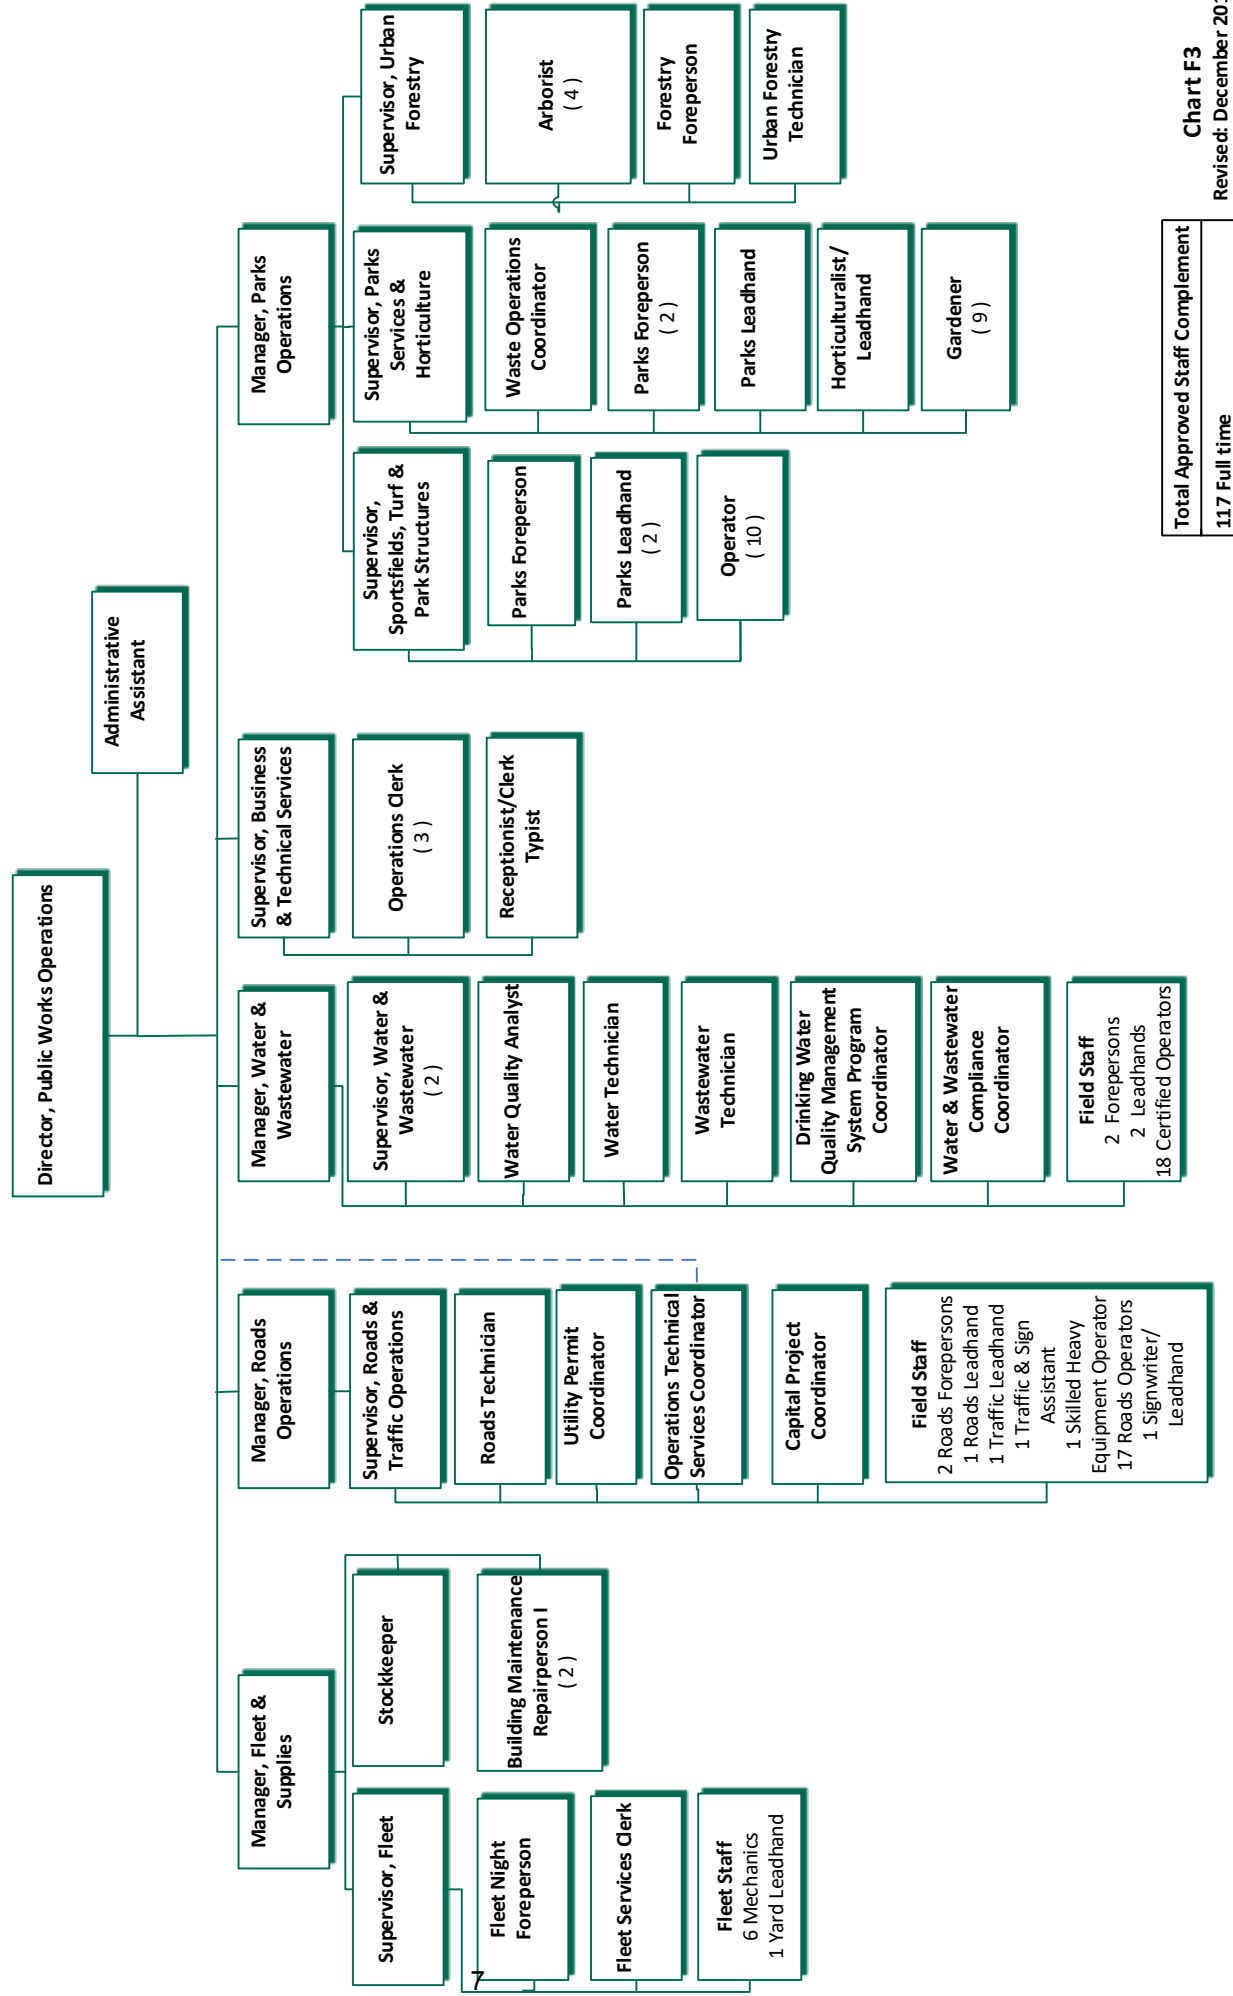 Director, Public Works Operations
Administrative
Assistant
Manager, Fleet &
Supplies
Supervisor, Fleet
Fleet Night
Foreperson
Fleet Services Clerk
Fleet Staff
6 Mechanics
1 Yard Leadhand
Stockkeeper
Building Maintenance
Repairperson I
( 2 )
Manager, Roads
Operations
Supervisor, Roads &
Traffic Operations
Roads Technician
Utility Permit
Coordinator
Operations Technical
Services Coordinator
Capital Project
Coordinator
Field Staff
2 Roads Forepersons
1 Roads Leadhand
1 Traffic Leadhand
1 Traffic & Sign
Assistant
1 Skilled Heavy
Equipment Operator
17 Roads Operators
1 Signwriter/
Leadhand
Manager, Water &
Wastewater
Supervisor, Water &
Wastewater
( 2 )
Water Quality Analyst
Water Technician
Wastewater
Technician
Drinking Water
Quality Management
System Program
Coordinator
Water & Wastewater
Compliance
Coordinator
Field Staff
2 Forepersons
2 Leadhands
18 Certified Operators
Supervisor, Business
& Technical Services
Operations Clerk
( 3 )
Receptionist/Clerk
Typist
Manager, Parks
Operations
Supervisor,
Sportsfields, Turf &
Park Structures
Parks Foreperson
Parks Leadhand
( 2 )
Operator
( 10 )
Supervisor, Parks
Services &
Horticulture
Waste Operations
Coordinator
Parks Foreperson
( 2 )
Parks Leadhand
Horticulturalist/
Leadhand
Gardener
( 9 )
Supervisor, Urban
Forestry
Arborist
( 4 )
Forestry
Foreperson
Urban Forestry
Technician
Total Approved Staff Complement
117 Full time
Chart F3
Revised: December 201
7